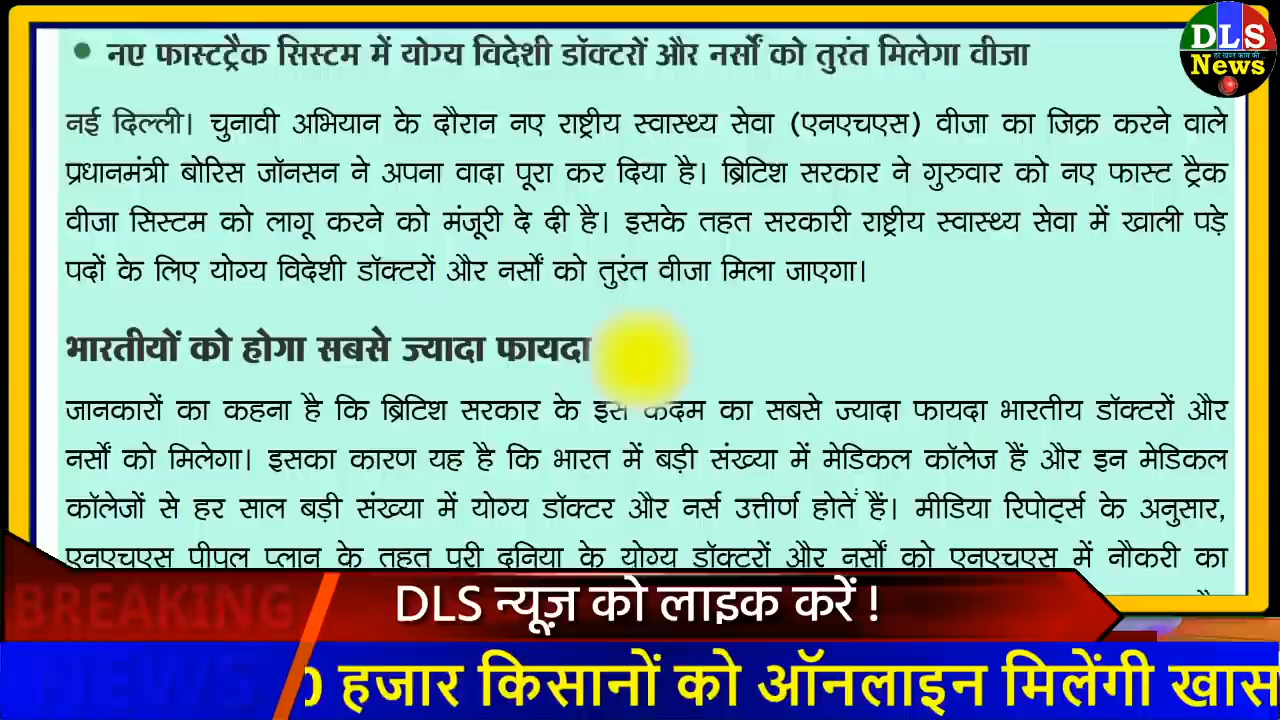 DLS
News
• नए फास्टट्रैक सिस्टम में योग्य विदेशी डॉक्टरों और नर्सों को तुरंत मिलेगा वीजा
नई दिल्ली। चुनावी अभियान के दौरान नए राष्ट्रीय स्वास्थ्य सेवा (एनएचएस) वीजा का जिक्र करने वाले
प्रधानमंत्री बोरिस जॉनसन ने अपना वादा पूरा कर दिया है। ब्रिटिश सरकार ने गुरुवार को नए फास्ट ट्रैक
वीजा सिस्टम को लागू करने को मंजूरी दे दी है। इसके तहत सरकारी राष्ट्रीय स्वास्थ्य सेवा में खाली पड़े
पदों के लिए योग्य विदेशी डॉक्टरों और नर्सों को तुरंत वीजा मिला जाएगा।
भारतीयों को होगा सबसे ज्यादा फायदा
जानकारों का कहना है कि ब्रिटिश सरकार के इस कदम का सबसे ज्यादा फायदा भारतीय डॉक्टरों और
नर्सों को मिलेगा। इसका कारण यह है कि भारत में बड़ी संख्या में मेडिकल कॉलेज हैं और इन मेडिकल
कॉलेजों से हर साल बड़ी संख्या में योग्य डॉक्टर और नर्स उत्तीर्ण होते हैं। मीडिया रिपोर्ट्स के अनुसार,
एनएचएस पीपुल प्लान के तहत पूरी दुनिया के योग्य डॉक्टरों और नर्सों को एनएचएस में नौकरी का
BREAKING
NEWS
DLS न्यूज़ को लाइक करें !
0 हजार किसानों को ऑनलाइन मिलेंगी खास